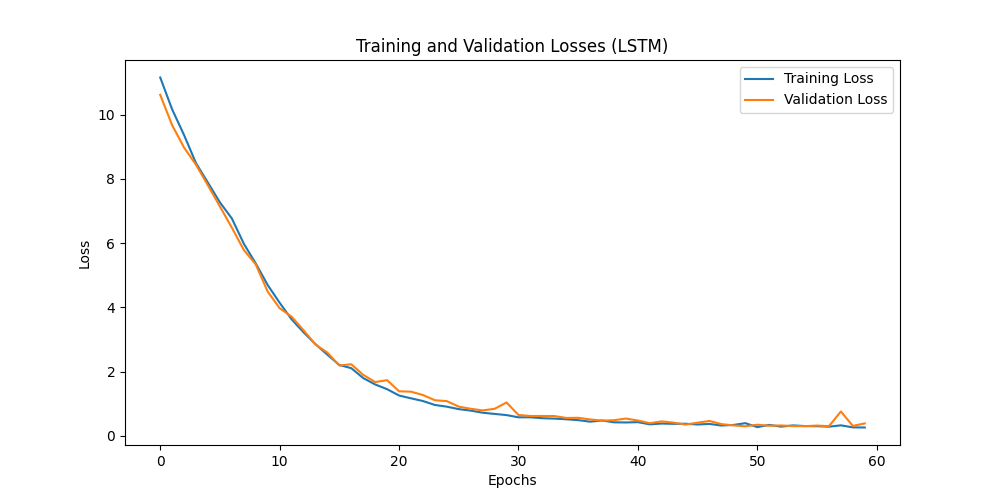 Training and Validation Losses (LSTM)
Training Loss
Validation Loss
Loss
10
8
6
4
2
0
0 10 20 30 40 50 60
Epochs